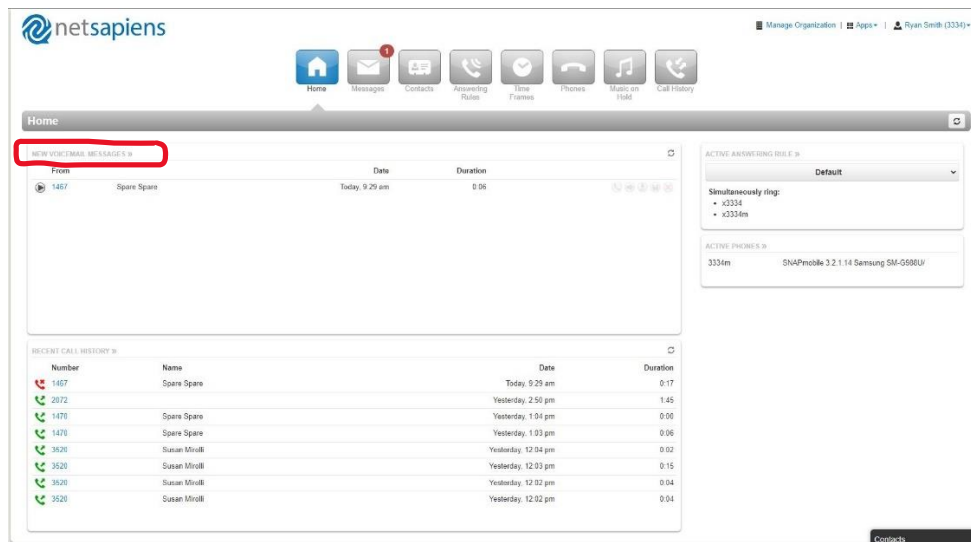 netsapiens
Manage Organization | Apps | Ryan Smith (3334)
1
Home Messages Contacts Answering Rules Time Frames Phones Music on Hold Call History
Home
NEW VOICEMAIL MESSAGES »
From Date Duration
1467 Spare Spare Today, 9:29 am 0:06
ACTIVE ANSWERING RULE »
Default
Simultaneously ring:
• x3334
• x3334m
ACTIVE PHONES »
3334m SNAPmobile 3.2.1.14 Samsung SM-G988U/
RECENT CALL HISTORY »
Number Name Date Duration
1467 Spare Spare Today, 9:29 am 0:17
2072 Yesterday, 2:50 pm 1:45
1470 Spare Spare Yesterday, 1:04 pm 0:00
1470 Spare Spare Yesterday, 1:03 pm 0:06
3520 Susan Mirolli Yesterday, 12:04 pm 0:02
3520 Susan Mirolli Yesterday, 12:03 pm 0:15
3520 Susan Mirolli Yesterday, 12:02 pm 0:04
3520 Susan Mirolli Yesterday, 12:02 pm 0:04
Contacts